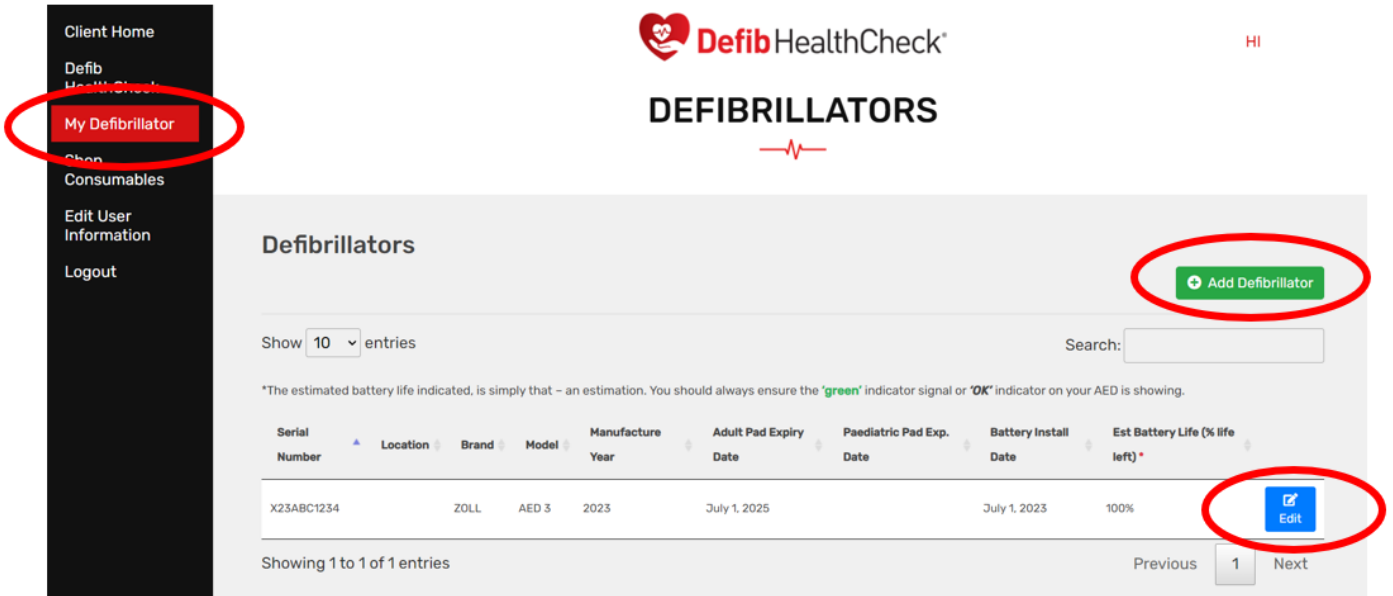 Client Home
Defib
HealthCheck
My Defibrillator
Shop
Consumables
Edit User
Information
Logout
Defib HealthCheck®
HI
DEFIBRILLATORS
Defibrillators
Add Defibrillator
Show 10 entries
Search:
*The estimated battery life indicated, is simply that – an estimation. You should always ensure the 'green' indicator signal or 'OK' indicator on your AED is showing.
Serial Number Location Brand Model Manufacture Year Adult Pad Expiry Date Paediatric Pad Exp. Date Battery Install Date Est Battery Life (% life left) *
X23ABC1234 ZOLL AED 3 2023 July 1, 2025 July 1, 2023 100% Edit
Showing 1 to 1 of 1 entries
Previous 1 Next